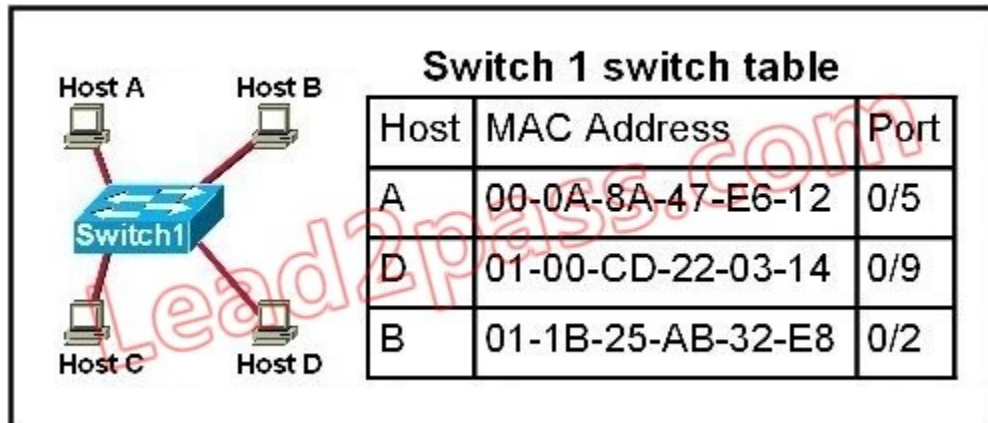 Host A Host B
Switch1
Host C Host D
Switch 1 switch table
Host MAC Address Port
A 00-0A-8A-47-E6-12 0/5
D 01-00-CD-22-03-14 0/9
B 01-1B-25-AB-32-E8 0/2
Lead2pass.com